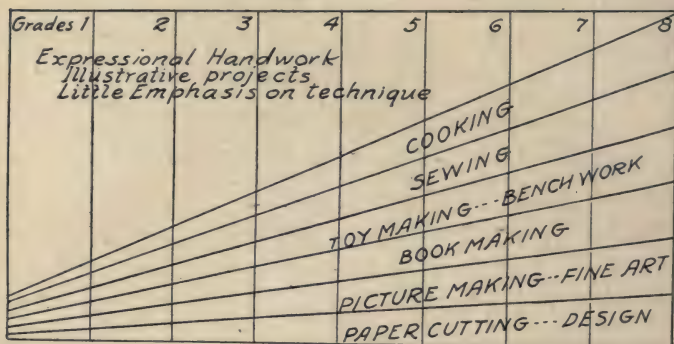 Grades 1 2 3 4 5 6 7 8
Expressional Handwork
Illustrative projects
Little Emphasis on technique
COOKING
SEWING
TOY MAKING---BENCH WORK
BOOK MAKING
PICTURE MAKING--FINE ART
PAPER CUTTING---DESIGN